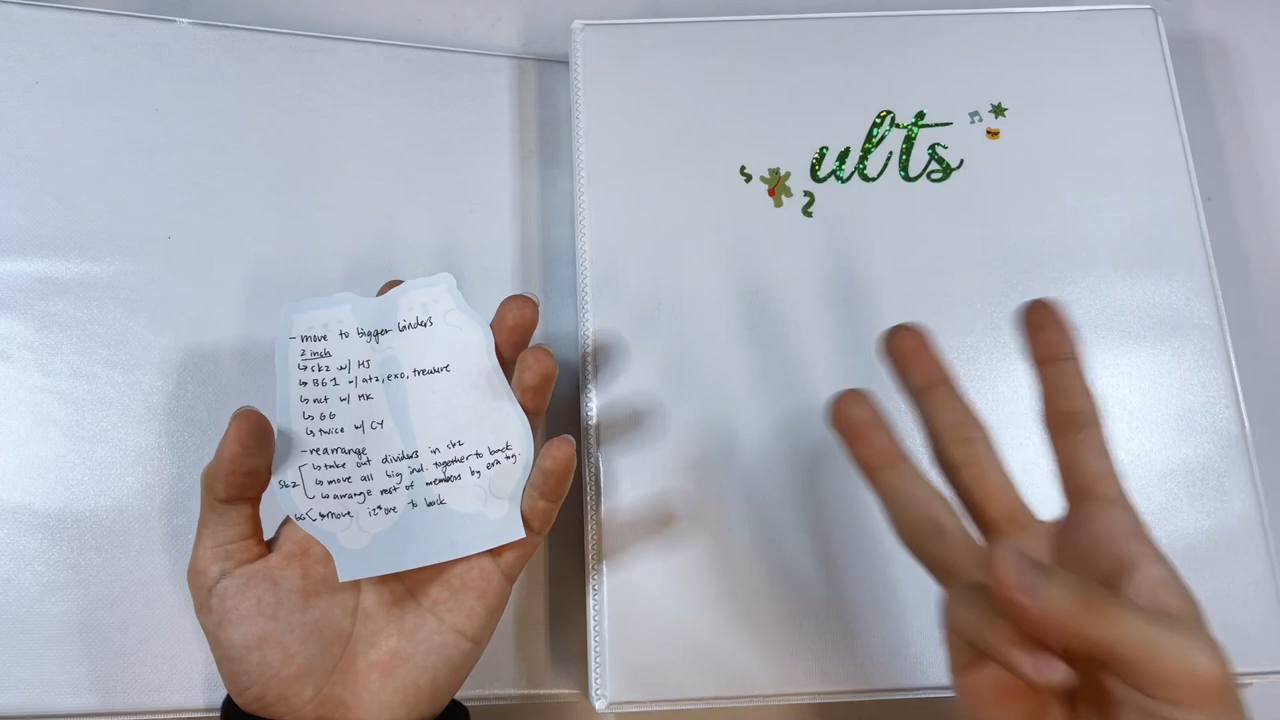 - move to bigger binders
2 inch
↳ skz w/ HJ
↳ BG1 w/ atz, exo, treasure
↳ nct w/ MK
↳ GG
↳ twice w/ CY
- rearrange
skz ↳ take out dividers in skz
↳ move all big ind. together to back
↳ arrange rest of members by era tog.
GG ↳ move iz*one to back
ults